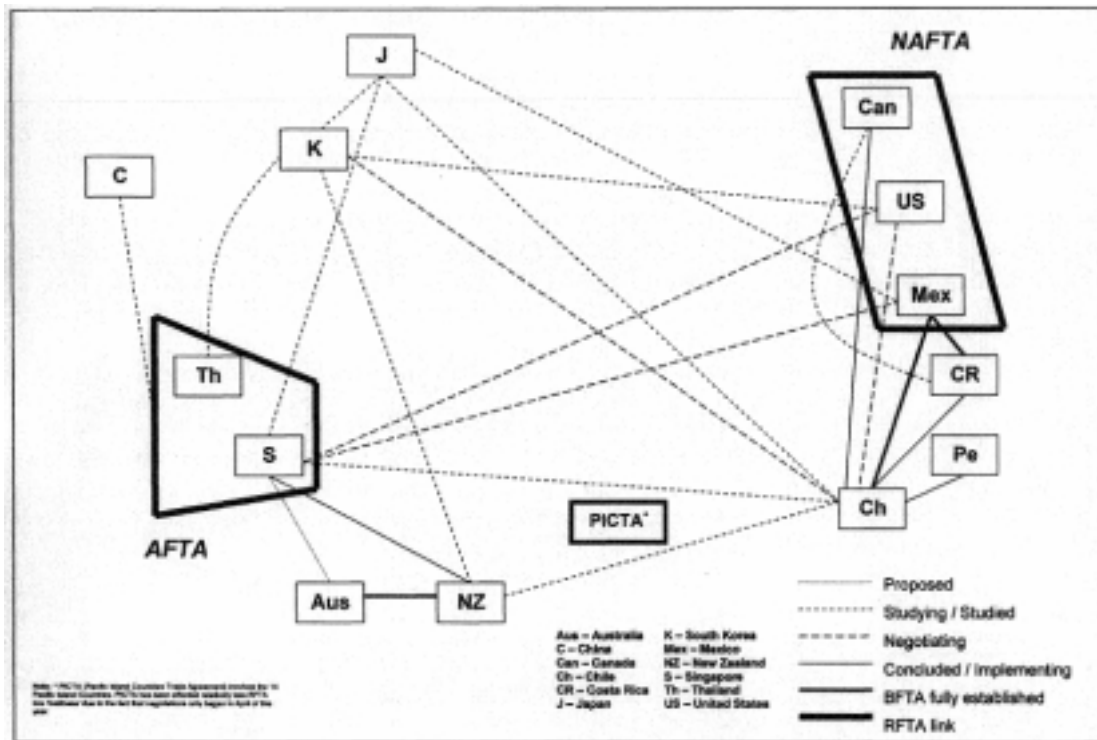 NAFTA
J
Can
K
C
US
Mex
Th
CR
S
Pe
Ch
PICTA*
AFTA
Aus
NZ
Proposed
Studying / Studied
Negotiating
Concluded / Implementing
BFTA fully established
RFTA link
Aus – Australia
C – China
Can – Canada
Ch – Chile
CR – Costa Rica
J – Japan
K – South Korea
Mex – Mexico
NZ – New Zealand
S – Singapore
Th – Thailand
US – United States